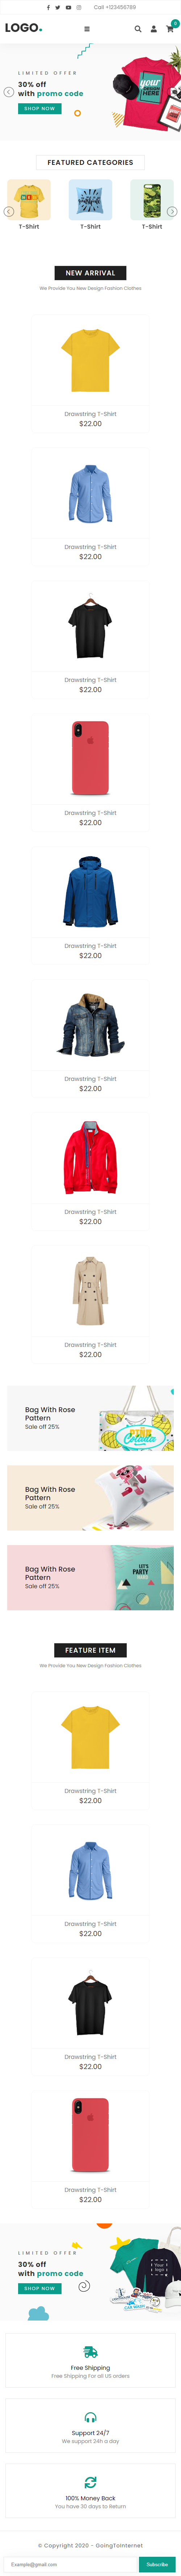 Call +123456789
LOGO.
0
LIMITED OFFER
30% off
with promo code
SHOP NOW
your
DESIGN
HERE
FEATURED CATEGORIES
T-Shirt
T-Shirt
T-Shirt
NEW ARRIVAL
We Provide You New Design Fashion Clothes
Drawstring T-Shirt
$22.00
Drawstring T-Shirt
$22.00
Drawstring T-Shirt
$22.00
Drawstring T-Shirt
$22.00
Drawstring T-Shirt
$22.00
Drawstring T-Shirt
$22.00
Drawstring T-Shirt
$22.00
Drawstring T-Shirt
$22.00
Bag With Rose
Pattern
Sale off 25%
Colada
Bag With Rose
Pattern
Sale off 25%
Bag With Rose
Pattern
Sale off 25%
LET'S
PARTY
FEATURE ITEM
We Provide You New Design Fashion Clothes
Drawstring T-Shirt
$22.00
Drawstring T-Shirt
$22.00
Drawstring T-Shirt
$22.00
Drawstring T-Shirt
$22.00
LIMITED OFFER
30% off
with promo code
SHOP NOW
Free Shipping
Free Shipping For all US orders
Support 24/7
We support 24h a day
100% Money Back
You have 30 days to Return
© Copyright 2020 - GoingToInternet
Example@gmail.com
Subscribe